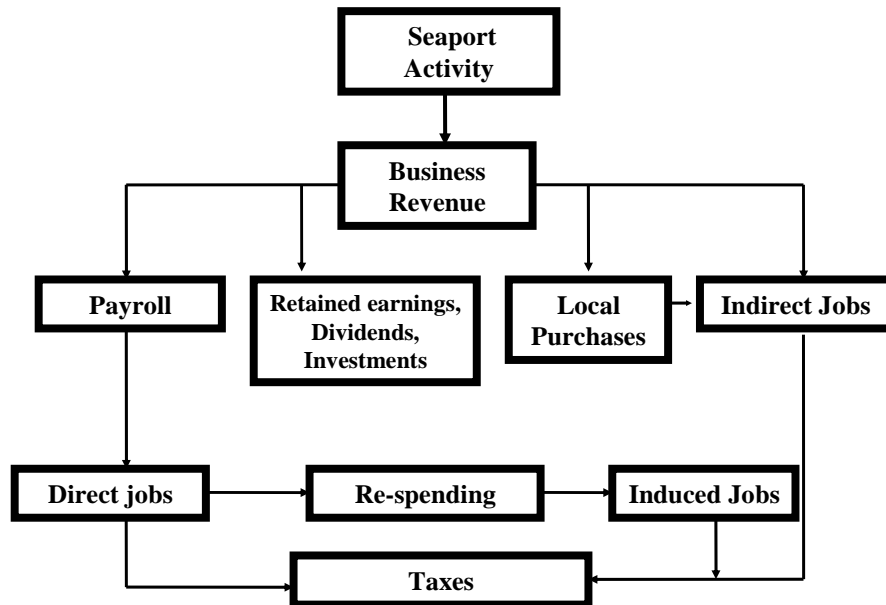 Seaport
Activity
Business
Revenue
Payroll
Retained earnings,
Dividends,
Investments
Local
Purchases
Indirect Jobs
Direct jobs
Re-spending
Induced Jobs
Taxes